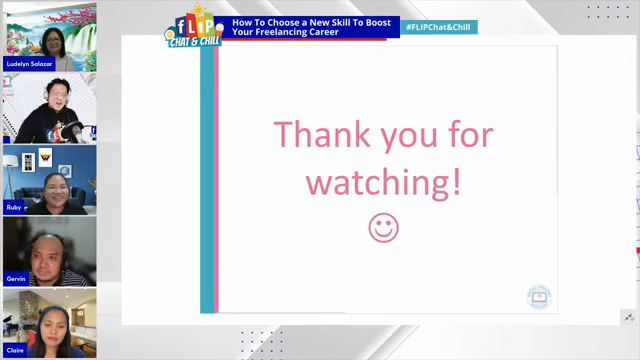 FLIP
CHAT & CHILL
How To Choose a New Skill To Boost
Your Freelancing Career
#FLIPChat&Chill
Ludelyn Salazar
Ruby
Gervin
Claire
Thank you for
watching!